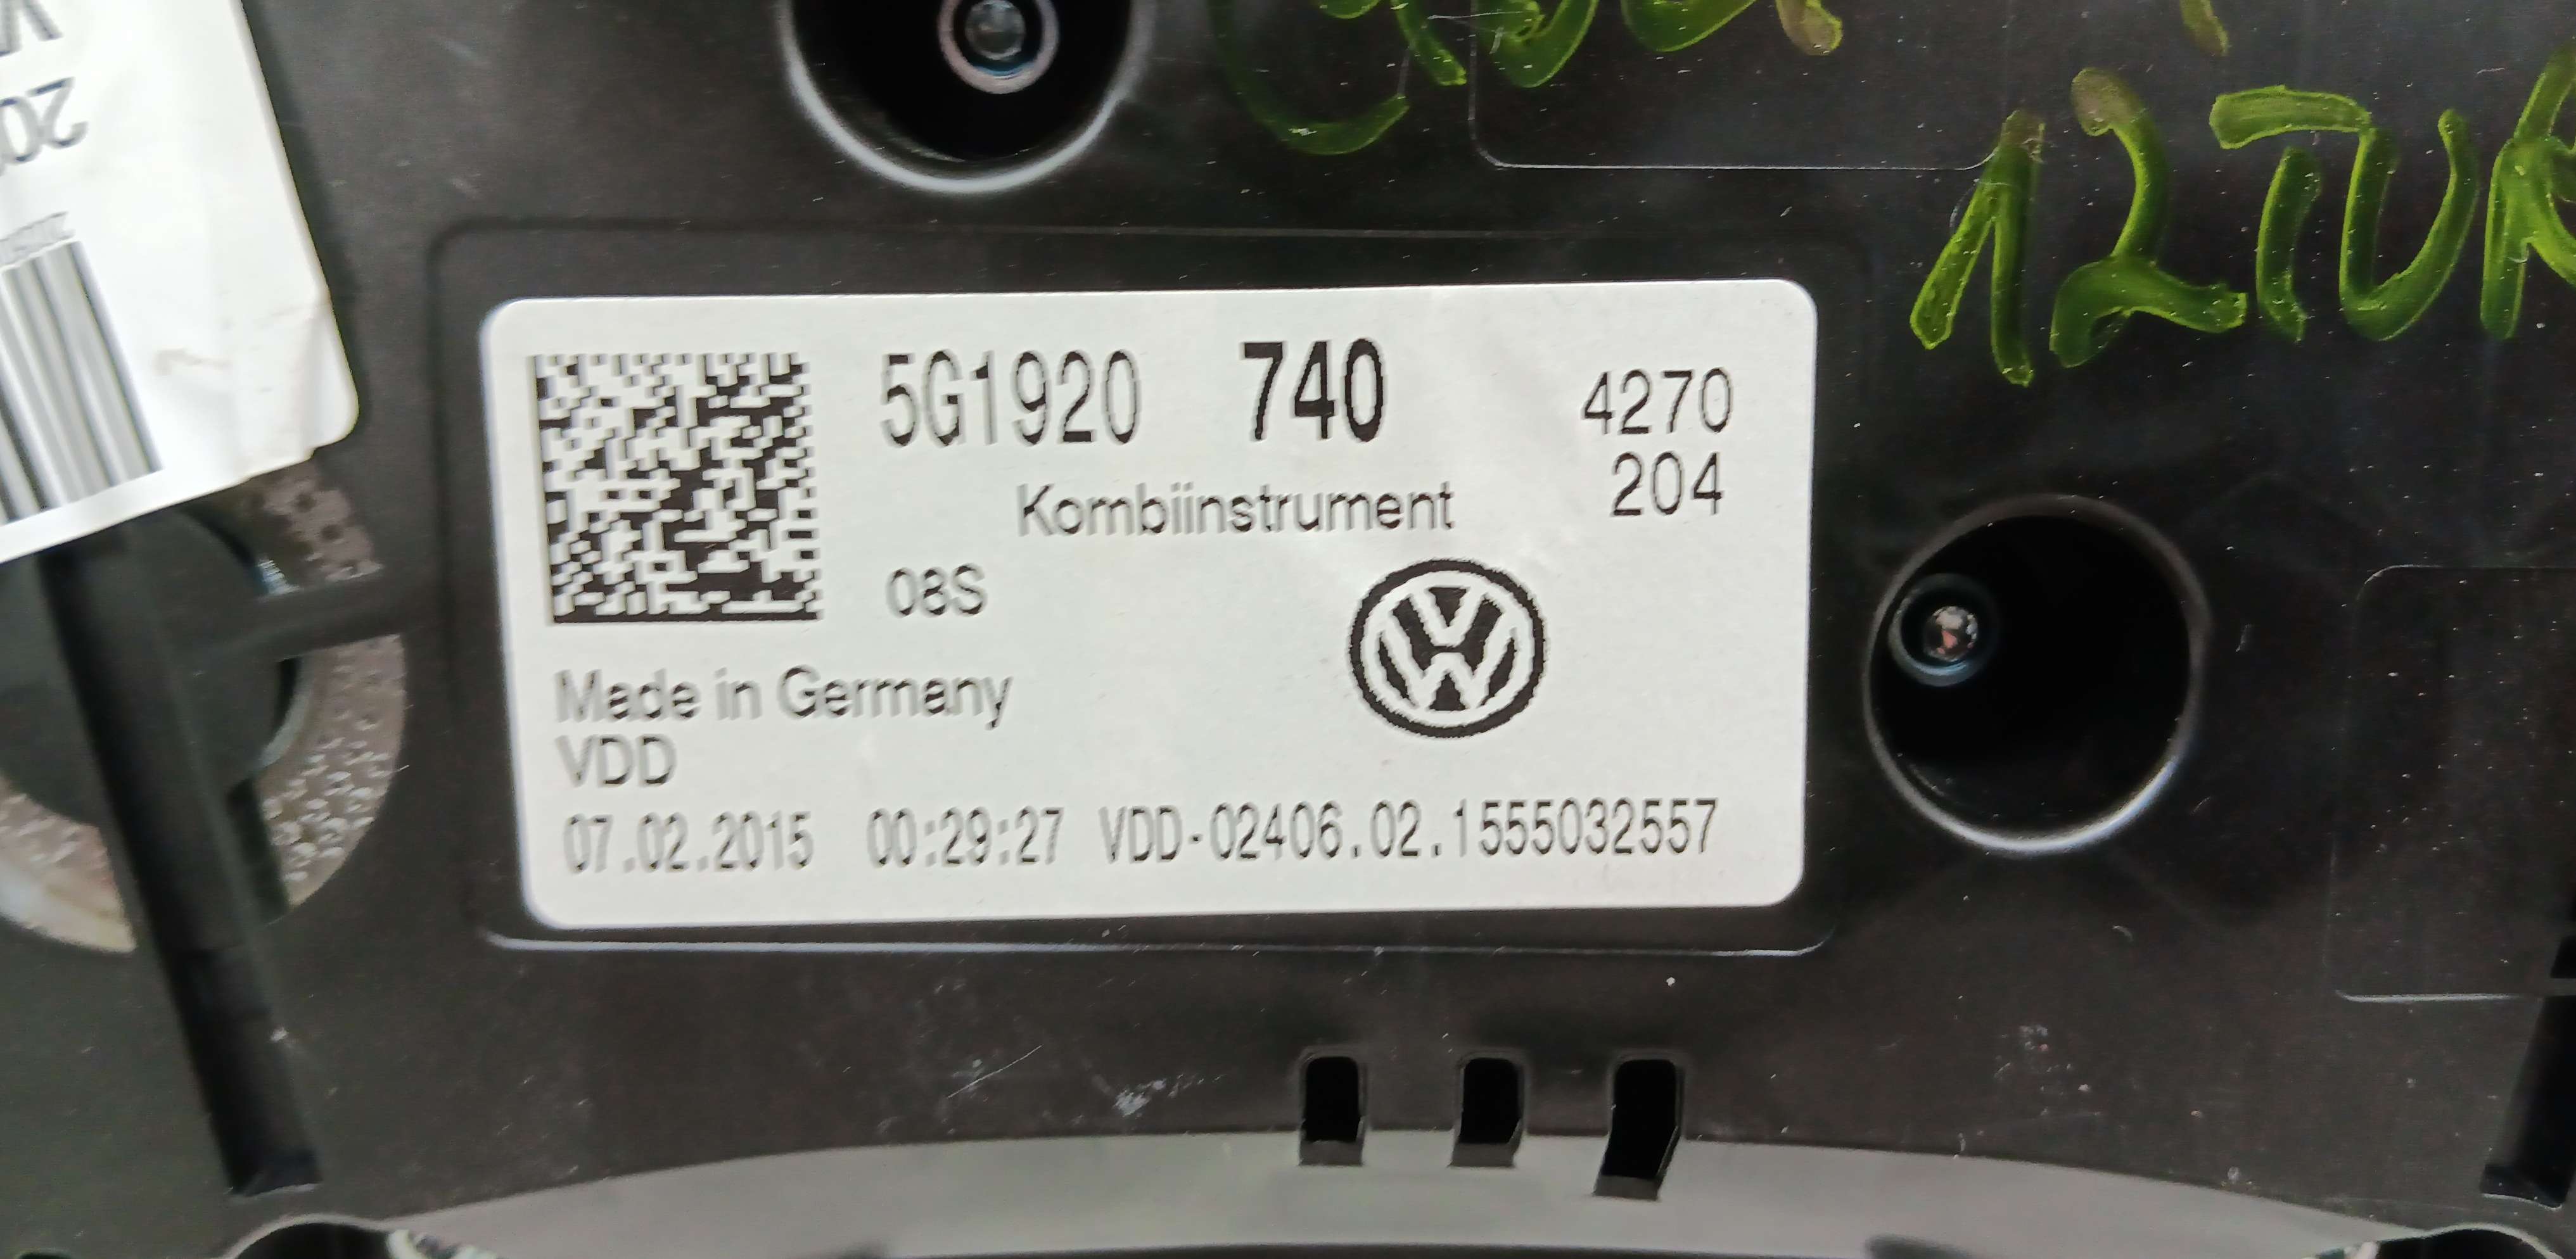 5G1920 740 4270
204
Kombiinstrument
08S
Made in Germany
VDD
07.02.2015 00:29:27 VDD-02406.02.1555032557